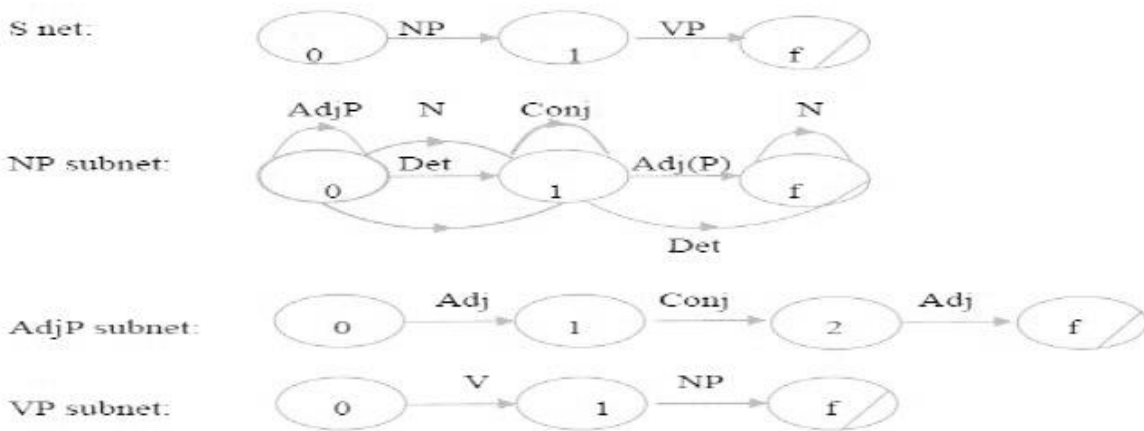 S net: 0 NP 1 VP f
AdjP N Conj N
NP subnet: 0 Det 1 Adj(P) f
Det
AdjP subnet: 0 Adj 1 Conj 2 Adj f
VP subnet: 0 V 1 NP f